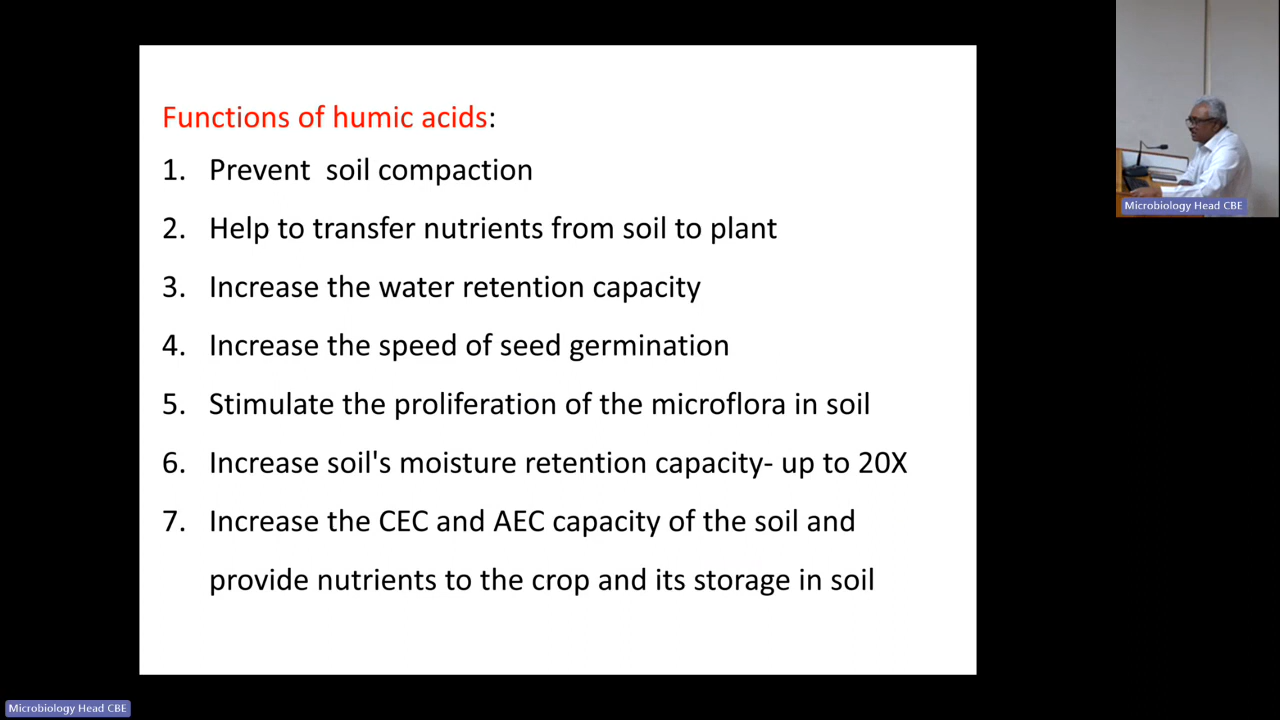 Functions of humic acids:
1. Prevent soil compaction
2. Help to transfer nutrients from soil to plant
3. Increase the water retention capacity
4. Increase the speed of seed germination
5. Stimulate the proliferation of the microflora in soil
6. Increase soil's moisture retention capacity- up to 20X
7. Increase the CEC and AEC capacity of the soil and
provide nutrients to the crop and its storage in soil
Microbiology Head CBE
Microbiology Head CBE